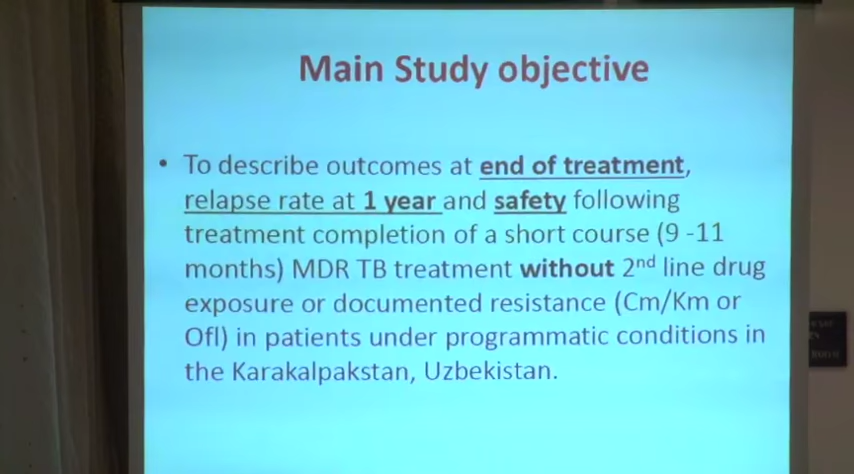 Main Study objective
• To describe outcomes at end of treatment,
relapse rate at 1 year and safety following
treatment completion of a short course (9 -11
months) MDR TB treatment without 2nd line drug
exposure or documented resistance (Cm/Km or
Ofl) in patients under programmatic conditions in
the Karakalpakstan, Uzbekistan.